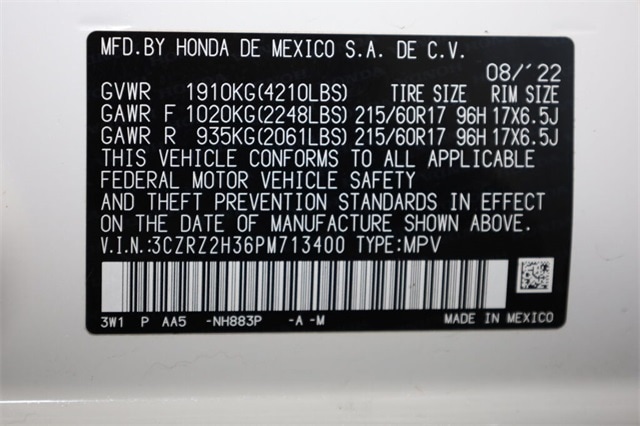 MFD.BY HONDA DE MEXICO S.A. DE C.V.
08/'22
GVWR 1910KG(4210LBS) TIRE SIZE RIM SIZE
GAWR F 1020KG(2248LBS) 215/60R17 96H 17X6.5J
GAWR R 935KG(2061LBS) 215/60R17 96H 17X6.5J
THIS VEHICLE CONFORMS TO ALL APPLICABLE
FEDERAL MOTOR VEHICLE SAFETY
AND THEFT PREVENTION STANDARDS IN EFFECT
ON THE DATE OF MANUFACTURE SHOWN ABOVE.
V.I.N.:3CZRZ2H36PM713400 TYPE:MPV
3W1 P AA5 -NH883P -A -M MADE IN MEXICO